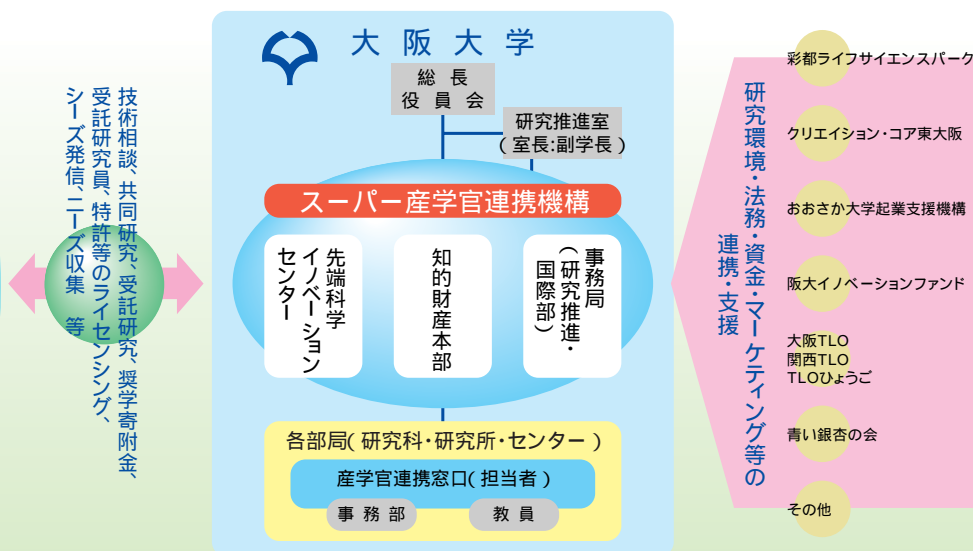 大阪大学
総長
役員会
研究推進室
(室長:副学長)
スーパー産学官連携機構
先端科学
イノベーション
センター
知的財産本部
事務局
(研究推進・
国際部)
各部局(研究科・研究所・センター)
産学官連携窓口(担当者)
事務部
教員
技術相談、共同研究、受託研究、奨学寄附金、
受託研究員、特許等のライセンシング、
シーズ発信、ニーズ収集 等
研究環境・法務・資金・マーケティング等の
連携・支援
彩都ライフサイエンスパーク
クリエイション・コア東大阪
おおさか大学起業支援機構
阪大イノベーションファンド
大阪TLO
関西TLO
TLOひょうご
青い銀杏の会
その他